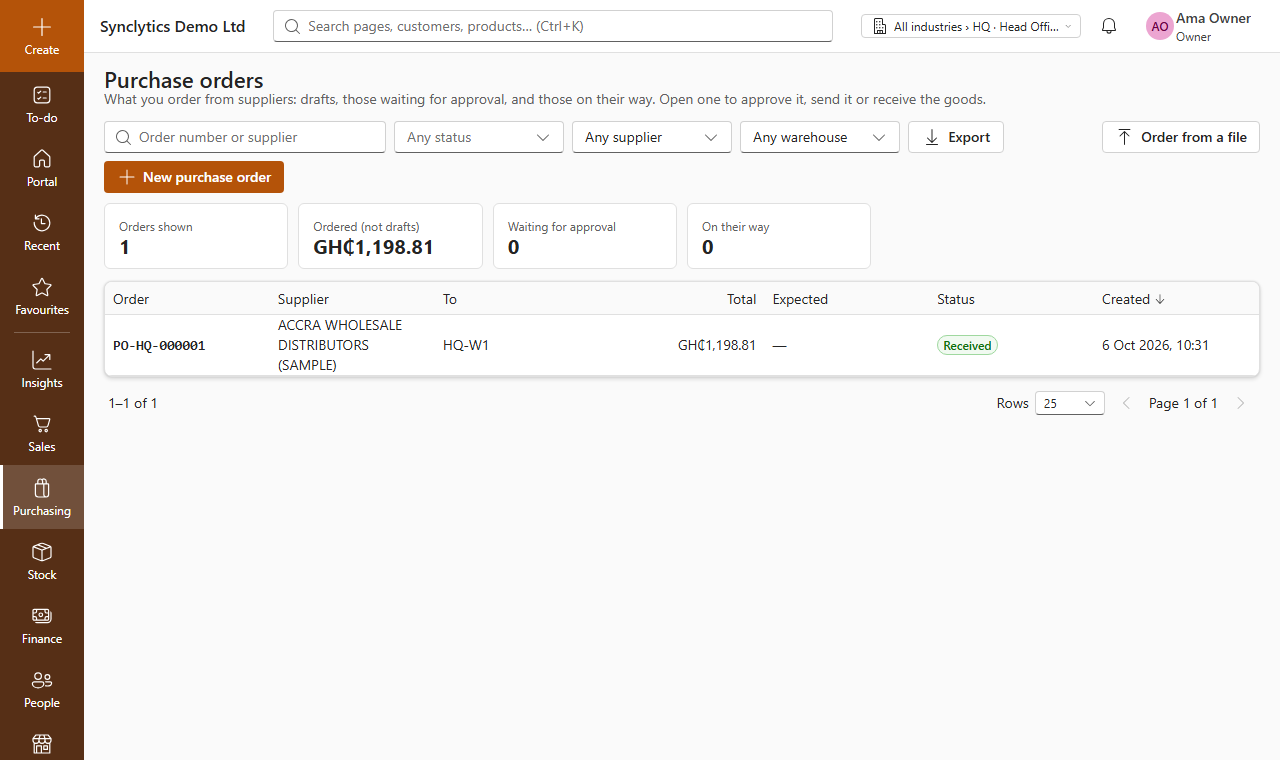 Create
To-do
Portal
Recent
Favourites
Insights
Sales
Purchasing
Stock
Finance
People
Synclytics Demo Ltd
Search pages, customers, products... (Ctrl+K)
All industries › HQ · Head Offi...
AO
Ama Owner
Owner
Purchase orders
What you order from suppliers: drafts, those waiting for approval, and those on their way. Open one to approve it, send it or receive the goods.
Order number or supplier
Any status
Any supplier
Any warehouse
Export
Order from a file
New purchase order
Orders shown
1
Ordered (not drafts)
GH₵1,198.81
Waiting for approval
0
On their way
0
Order Supplier To Total Expected Status Created ↓
PO-HQ-000001
ACCRA WHOLESALE
DISTRIBUTORS
(SAMPLE)
HQ-W1
GH₵1,198.81
—
Received
6 Oct 2026, 10:31
1–1 of 1
Rows 25
Page 1 of 1